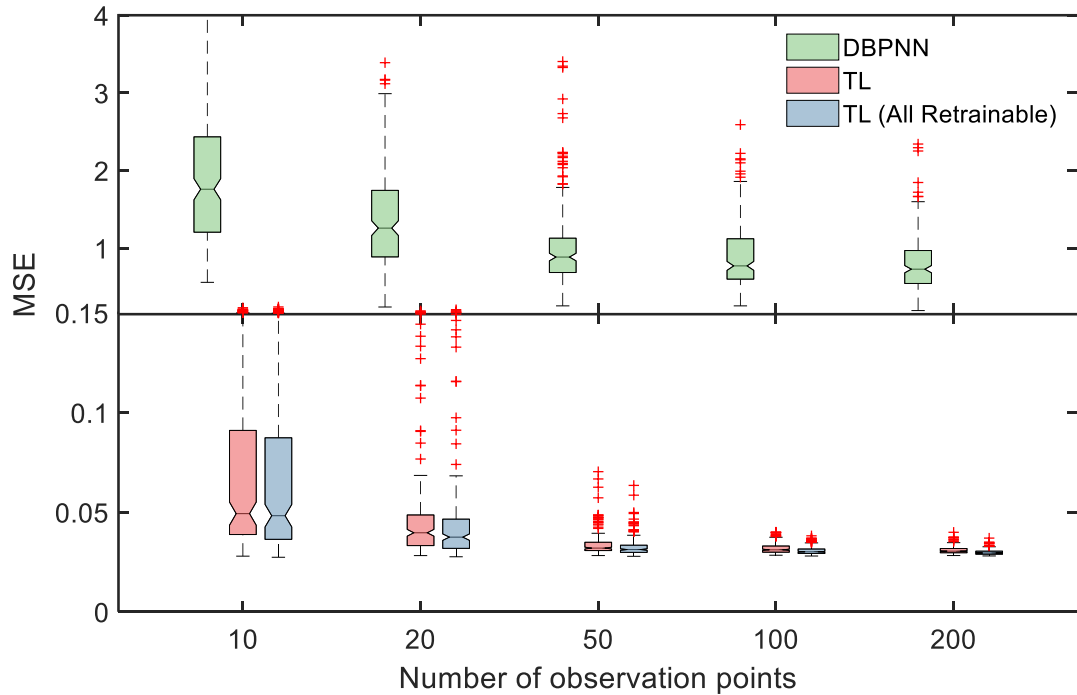 4
DBPNN
3
TL
TL (All Retrainable)
2
1
MSE
0.15
0.1
0.05
0
10 20 50 100 200
Number of observation points